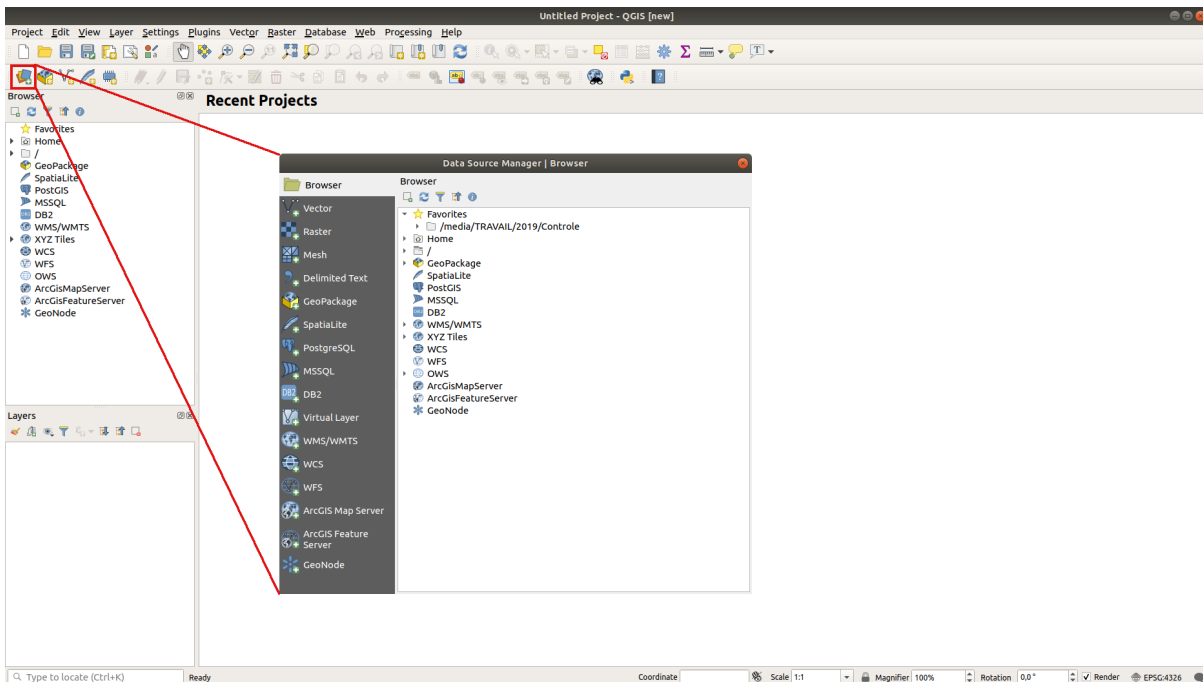 Untitled Project - QGIS [new]
Project Edit View Layer Settings Plugins Vector Raster Database Web Processing Help
Browser
Recent Projects
Favorites
Home
/
GeoPackage
SpatiaLite
PostGIS
MSSQL
DB2
WMS/WMTS
XYZ Tiles
WCS
WFS
OWS
ArcGisMapServer
ArcGisFeatureServer
GeoNode
Layers
Data Source Manager | Browser
Browser
Vector
Raster
Mesh
Delimited Text
GeoPackage
SpatiaLite
PostgreSQL
MSSQL
DB2
DB2
Virtual Layer
WMS/WMTS
WCS
WFS
ArcGIS Map Server
ArcGIS Feature
Server
GeoNode
Browser
Favorites
/media/TRAVAIL/2019/Controle
Home
/
GeoPackage
SpatiaLite
PostGIS
MSSQL
DB2
WMS/WMTS
XYZ Tiles
WCS
WFS
OWS
ArcGisMapServer
ArcGisFeatureServer
GeoNode
Type to locate (Ctrl+K) Ready Coordinate Scale 1:1 Magnifier 100% Rotation 0,0 ° Render EPSG:4326